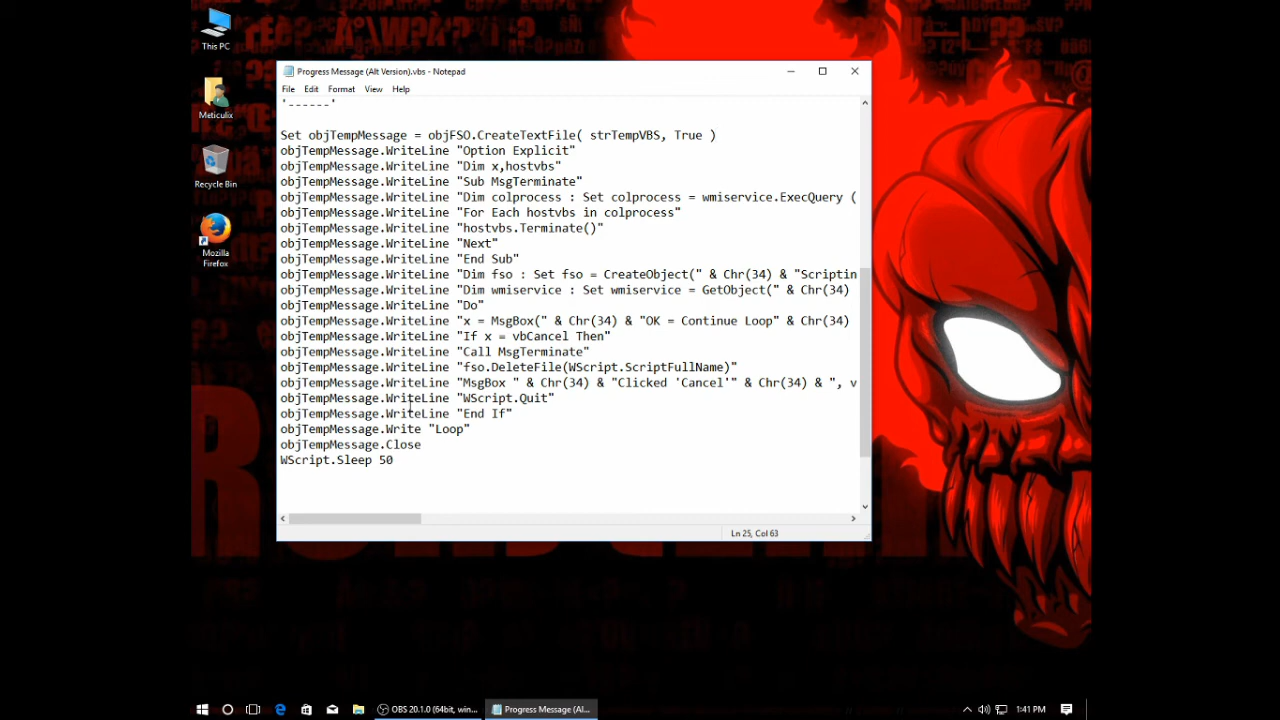 This PC
Meticulix
Recycle Bin
Mozilla
Firefox
Progress Message (Alt Version).vbs - Notepad
File Edit Format View Help
'------'
Set objTempMessage = objFSO.CreateTextFile( strTempVBS, True )
objTempMessage.WriteLine "Option Explicit"
objTempMessage.WriteLine "Dim x,hostvbs"
objTempMessage.WriteLine "Sub MsgTerminate"
objTempMessage.WriteLine "Dim colprocess : Set colprocess = wmiservice.ExecQuery (
objTempMessage.WriteLine "For Each hostvbs in colprocess"
objTempMessage.WriteLine "hostvbs.Terminate()"
objTempMessage.WriteLine "Next"
objTempMessage.WriteLine "End Sub"
objTempMessage.WriteLine "Dim fso : Set fso = CreateObject(" & Chr(34) & "Scriptin
objTempMessage.WriteLine "Dim wmiservice : Set wmiservice = GetObject(" & Chr(34)
objTempMessage.WriteLine "Do"
objTempMessage.WriteLine "x = MsgBox(" & Chr(34) & "OK = Continue Loop" & Chr(34)
objTempMessage.WriteLine "If x = vbCancel Then"
objTempMessage.WriteLine "Call MsgTerminate"
objTempMessage.WriteLine "fso.DeleteFile(WScript.ScriptFullName)"
objTempMessage.WriteLine "MsgBox " & Chr(34) & "Clicked 'Cancel'" & Chr(34) & ", v
objTempMessage.WriteLine "WScript.Quit"
objTempMessage.WriteLine "End If"
objTempMessage.Write "Loop"
objTempMessage.Close
WScript.Sleep 50
Ln 25, Col 63
OBS 20.1.0 (64bit, win...
Progress Message (Al...
1:41 PM